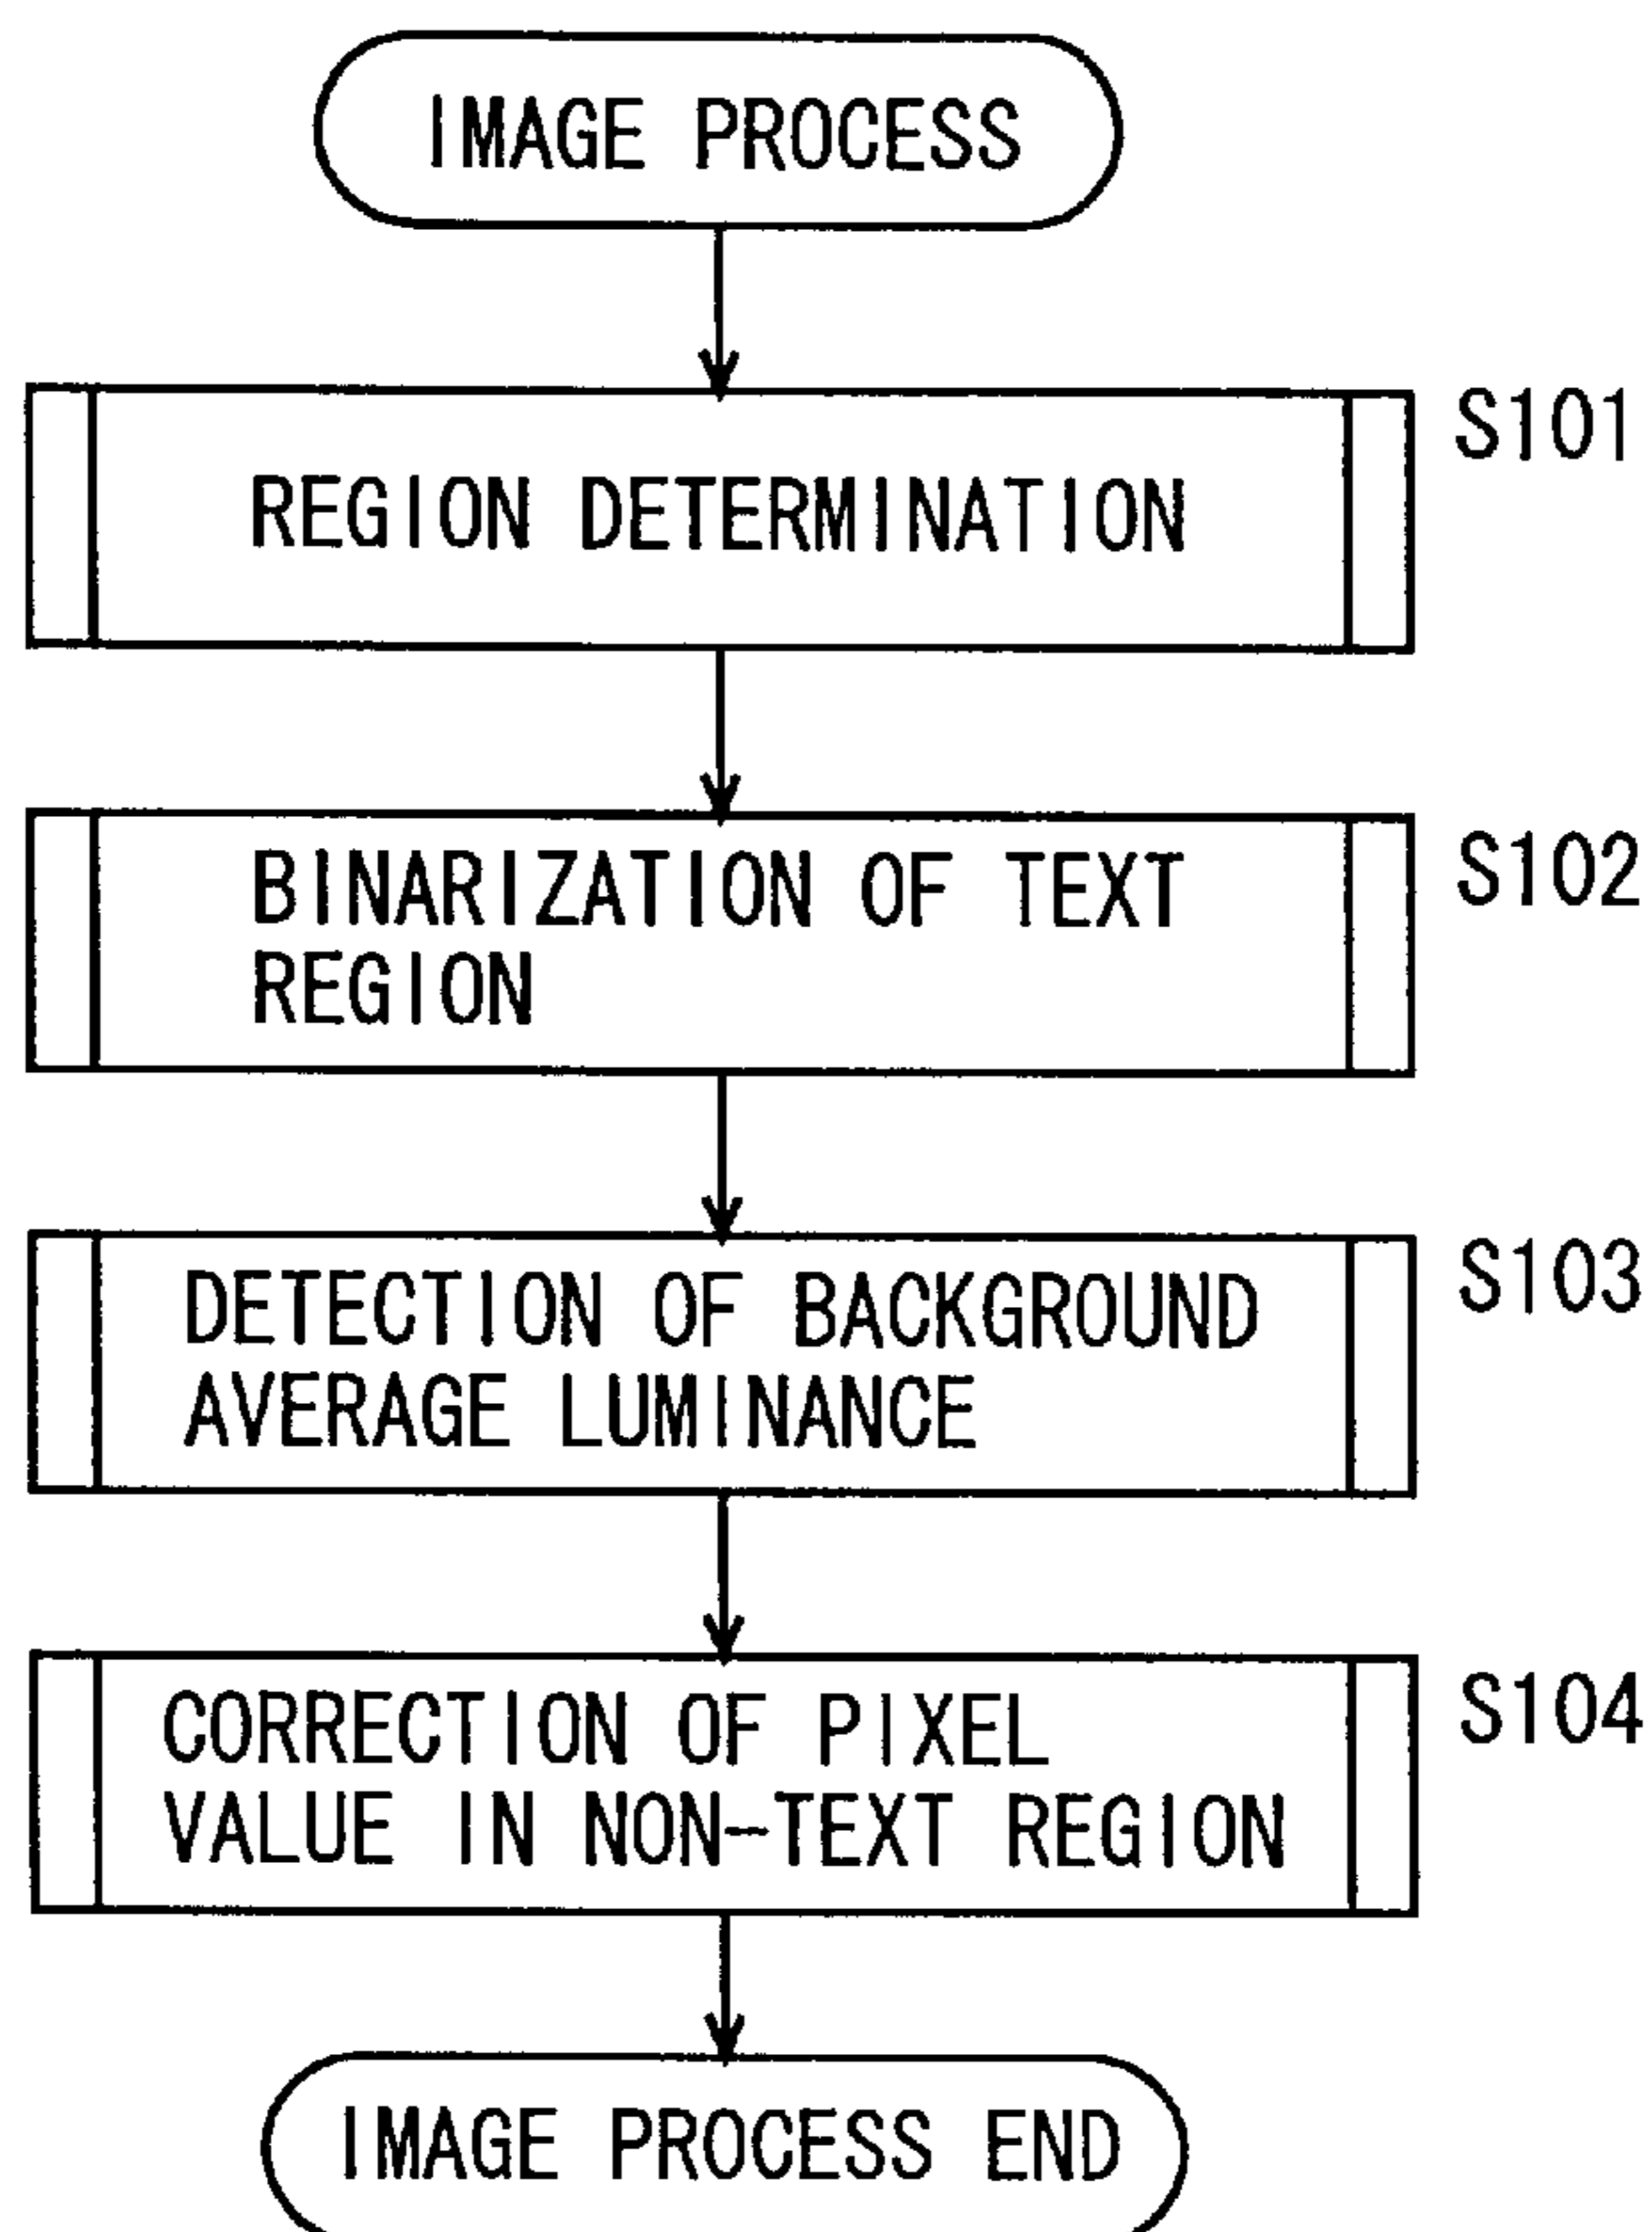 IMAGE PROCESS
S101
REGION DETERMINATION
S102
BINARIZATION OF TEXT
REGION
S103
DETECTION OF BACKGROUND
AVERAGE LUMINANCE
S104
CORRECTION OF PIXEL
VALUE IN NON-TEXT REGION
IMAGE PROCESS END